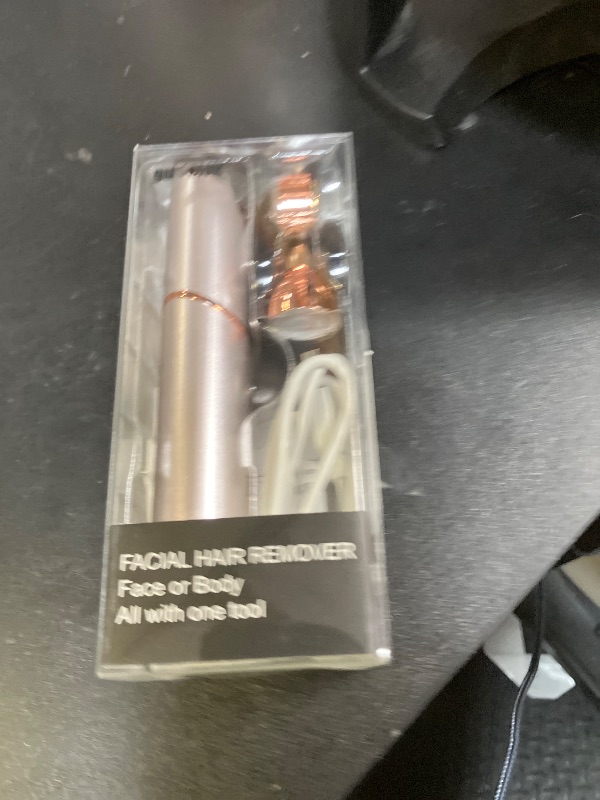 FACIAL HAIR REMOVER
Face or Body
All with one tool